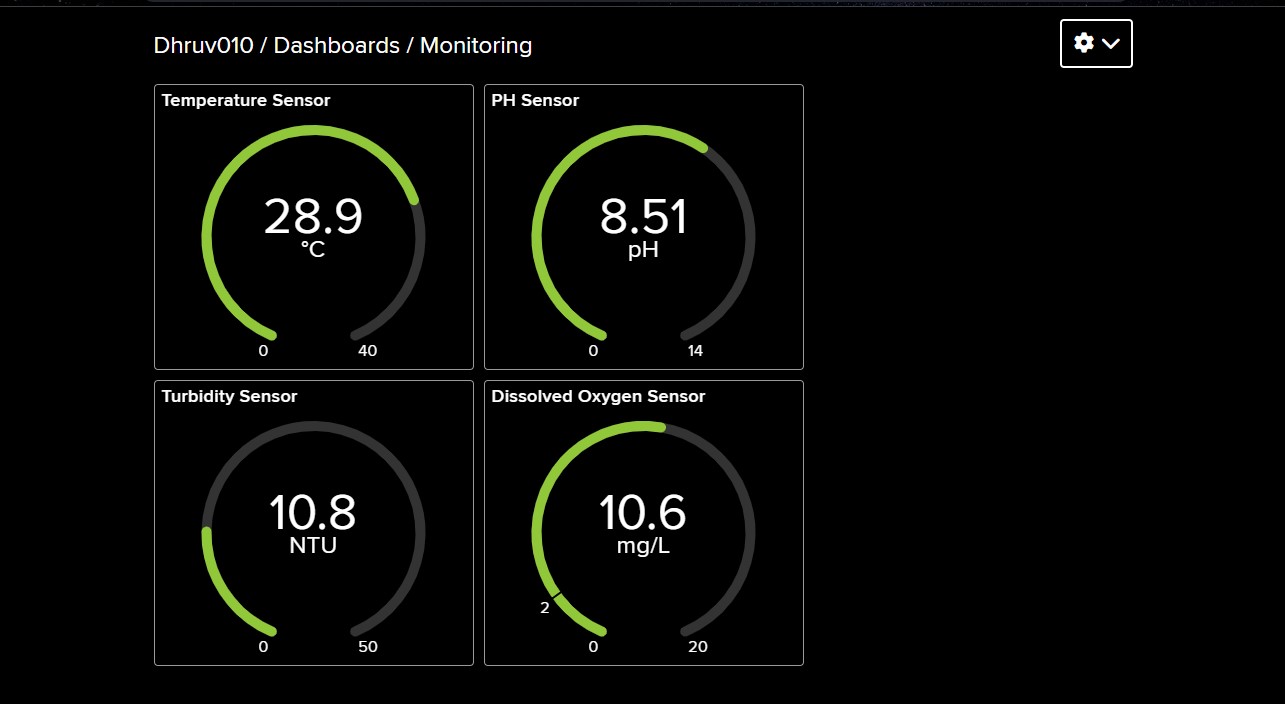 Dhruv010 / Dashboards / Monitoring
Temperature Sensor
28.9
°C
0
40
PH Sensor
8.51
pH
0
14
Turbidity Sensor
10.8
NTU
0
50
Dissolved Oxygen Sensor
10.6
mg/L
2
0
20